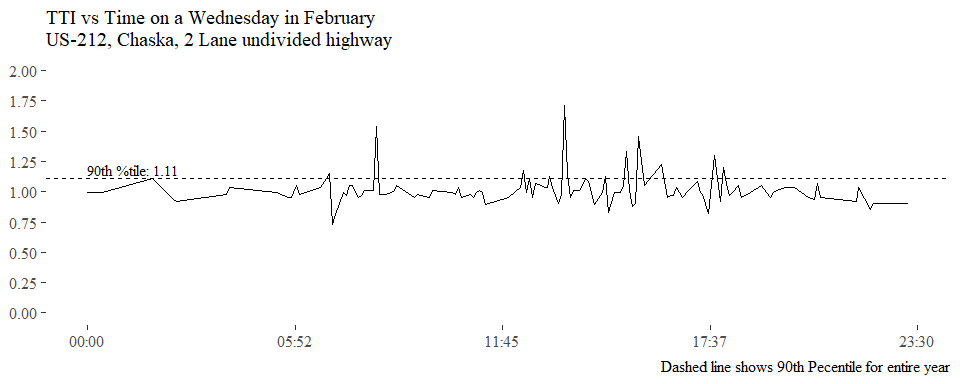 TTI vs Time on a Wednesday in February
US-212, Chaska, 2 Lane undivided highway
2.00
1.75
1.50
1.25
90th %tile: 1.11
1.00
0.75
0.50
0.25
0.00
00:00 05:52 11:45 17:37 23:30
Dashed line shows 90th Pecentile for entire year